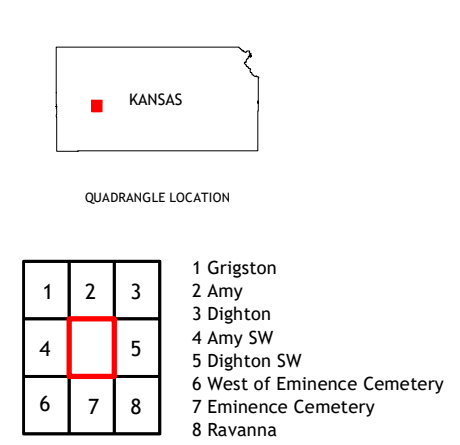 KANSAS
QUADRANGLE LOCATION
1 2 3
4 5
6 7 8
1 Grigston
2 Amy
3 Dighton
4 Amy SW
5 Dighton SW
6 West of Eminence Cemetery
7 Eminence Cemetery
8 Ravanna